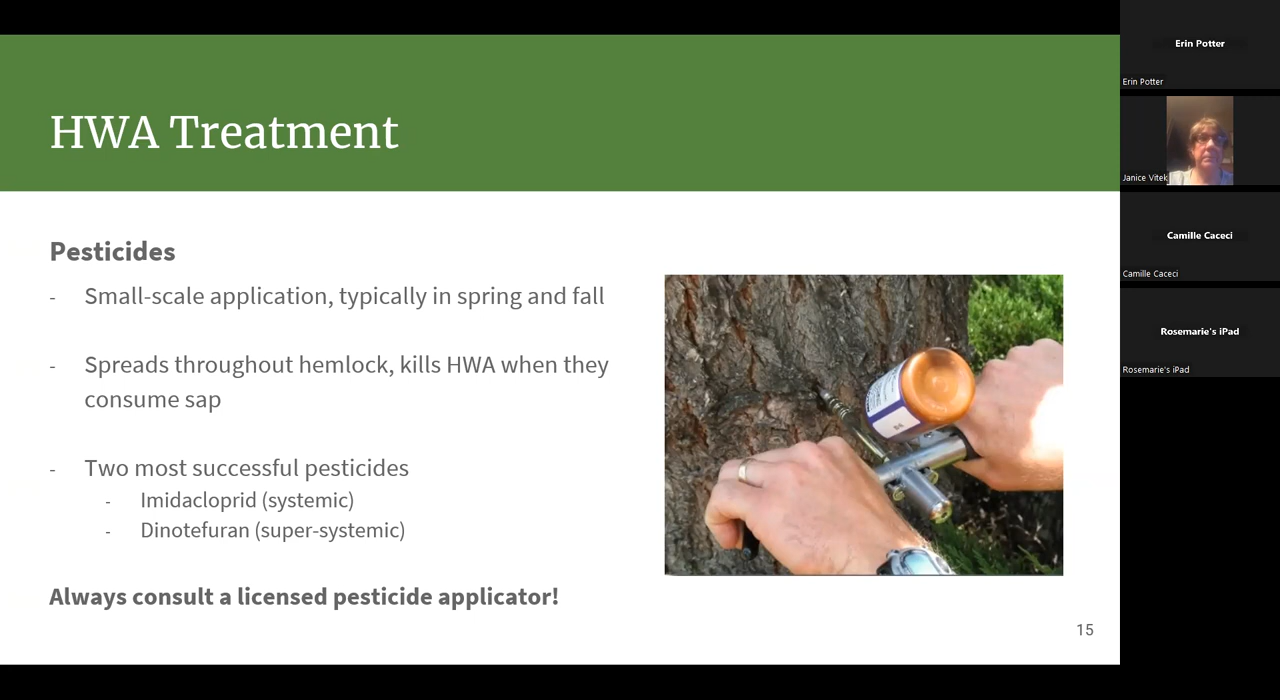 HWA Treatment
Pesticides
- Small-scale application, typically in spring and fall
- Spreads throughout hemlock, kills HWA when they
consume sap
- Two most successful pesticides
- Imidacloprid (systemic)
- Dinotefuran (super-systemic)
Always consult a licensed pesticide applicator!
15
Erin Potter
Erin Potter
Janice Vitek
Camille Caceci
Camille Caceci
Rosemarie's iPad
Rosemarie's iPad